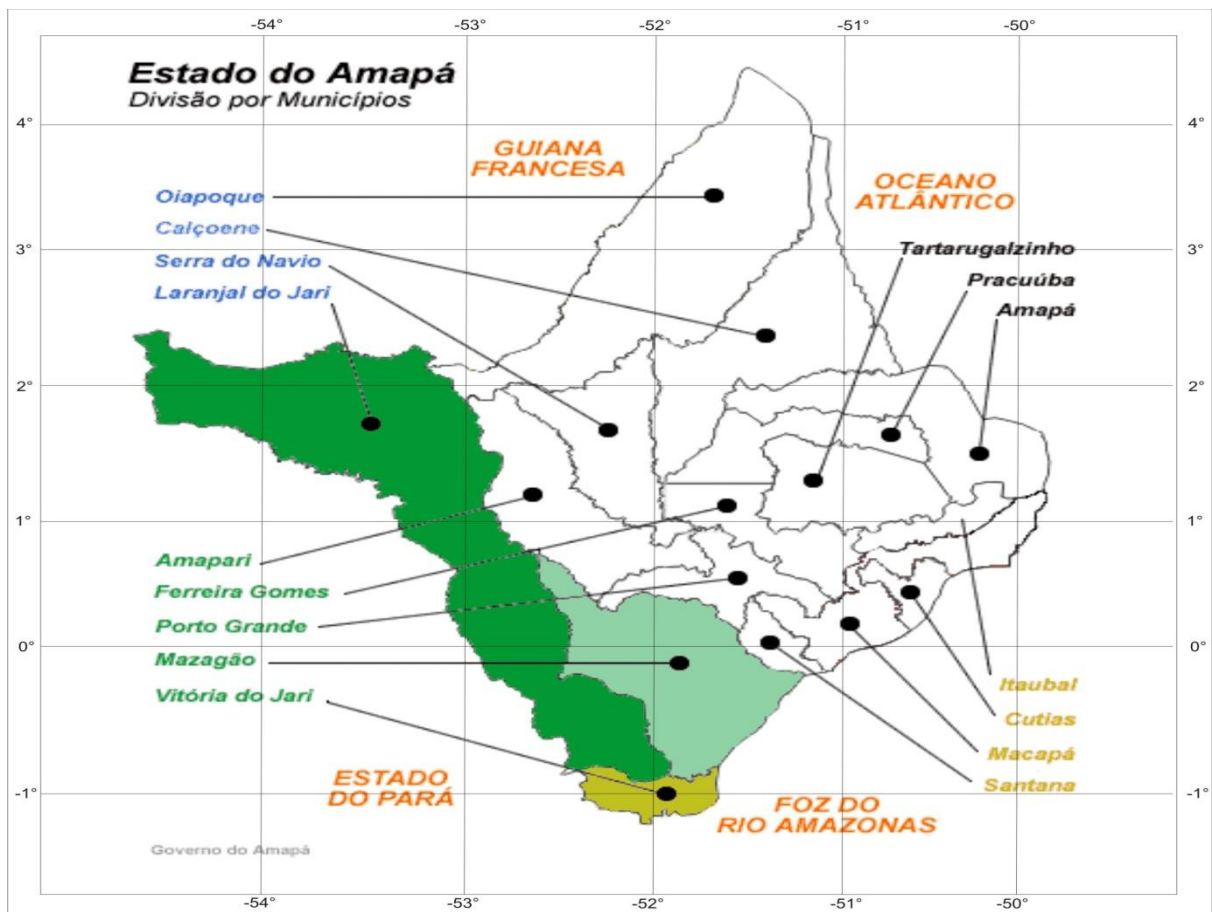 -54°
-53°
-52°
-51°
-50°
Estado do Amapá
Divisão por Municípios
4°
4°
GUIANA
FRANCESA
OCEANO
ATLÂNTICO
Oiapoque
Calçoene
Serra do Navio
Laranjal do Jari
3°
3°
Tartarugalzinho
Pracuúba
Amapá
2°
2°
1°
1°
Amapari
Ferreira Gomes
Porto Grande
Mazagão
Vitória do Jari
0°
0°
Itaubal
Cutias
Macapá
Santana
ESTADO
DO PARÁ
FOZ DO
RIO AMAZONAS
-1°
-1°
Governo do Amapá
-54°
-53°
-52°
-51°
-50°